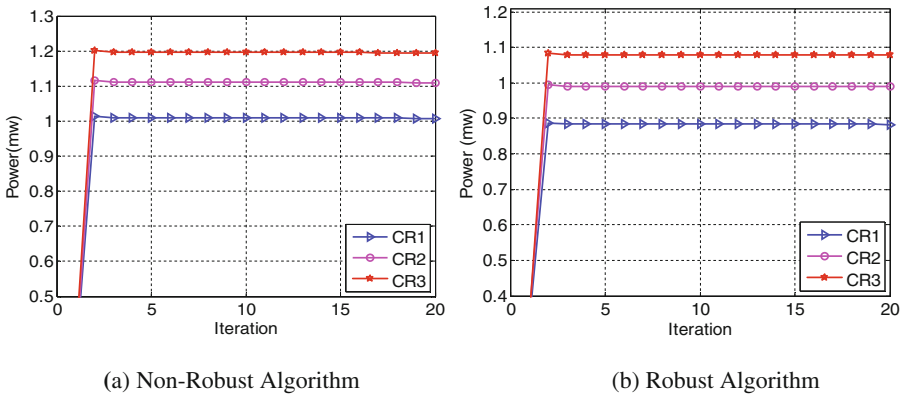 1.3
1.2
1.1
1
0.9
0.8
0.7
0.6
0.5
Power(mw)
0 5 10 15 20
Iteration
CR1
CR2
CR3
(a) Non-Robust Algorithm
1.2
1.1
1
0.9
0.8
0.7
0.6
0.5
0.4
Power (mw)
0 5 10 15 20
Iteration
CR1
CR2
CR3
(b) Robust Algorithm